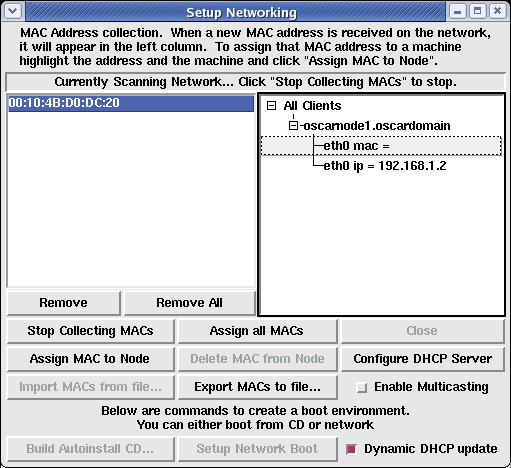 Setup Networking
MAC Address collection. When a new MAC address is received on the network,
it will appear in the left column. To assign that MAC address to a machine
highlight the address and the machine and click "Assign MAC to Node".
Currently Scanning Network... Click "Stop Collecting MACs" to stop.
00:10:4B:D0:DC:20
All Clients
oscarnode1.oscardomain
eth0 mac =
eth0 ip = 192.168.1.2
Remove
Remove All
Stop Collecting MACs
Assign all MACs
Close
Assign MAC to Node
Delete MAC from Node
Configure DHCP Server
Import MACs from file...
Export MACs to file...
Enable Multicasting
Below are commands to create a boot environment.
You can either boot from CD or network
Build Autoinstall CD...
Setup Network Boot
Dynamic DHCP update